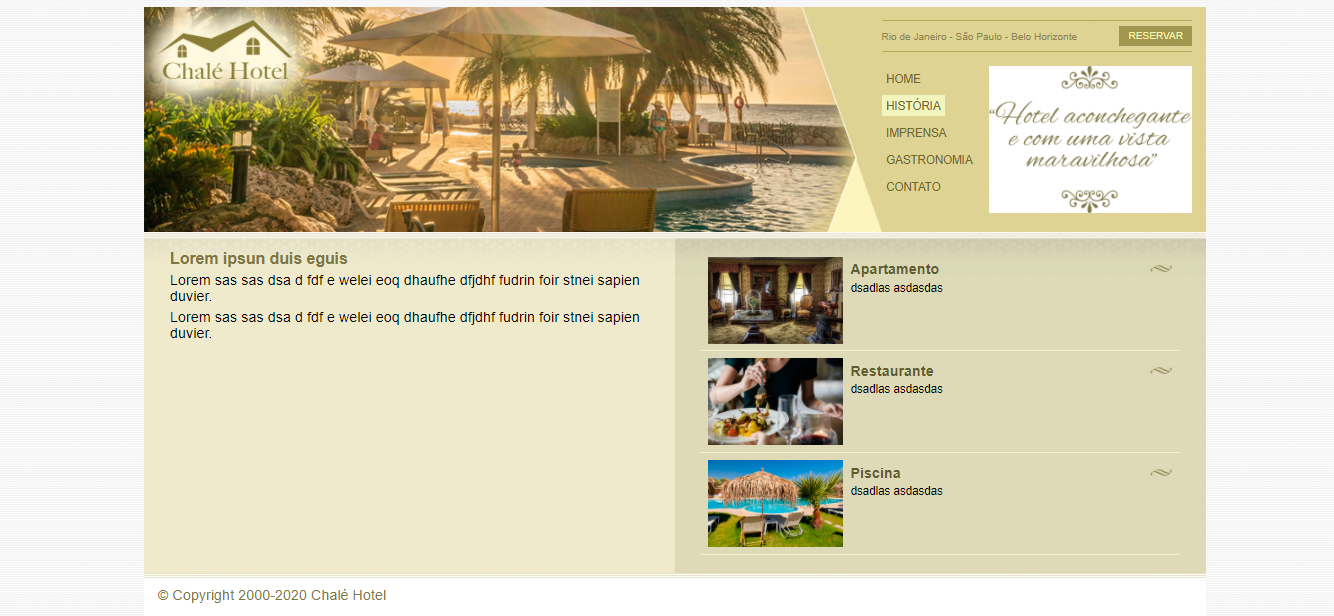 Chalé Hotel
Rio de Janeiro - São Paulo - Belo Horizonte
RESERVAR
HOME
HISTÓRIA
IMPRENSA
GASTRONOMIA
CONTATO
“Hotel aconchegante
e com uma vista
maravilhosa”
Lorem ipsun duis eguis
Lorem sas sas dsa d fdf e welei eoq dhaufhe dfjdhf fudrin foir stnei sapien
duvier.
Lorem sas sas dsa d fdf e welei eoq dhaufhe dfjdhf fudrin foir stnei sapien
duvier.
Apartamento
dsadlas asdasdas
Restaurante
dsadlas asdasdas
Piscina
dsadlas asdasdas
© Copyright 2000-2020 Chalé Hotel